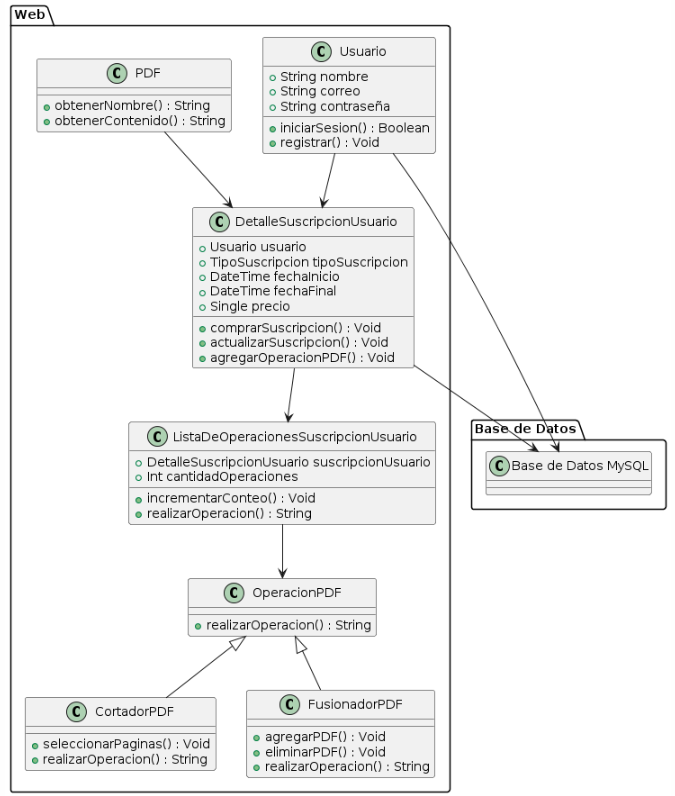 Web
C PDF
obtenerNombre() : String
obtenerContenido() : String
C Usuario
String nombre
String correo
String contraseña
iniciarSesion() : Boolean
registrar() : Void
C DetalleSuscripcionUsuario
Usuario usuario
TipoSuscripcion tipoSuscripcion
DateTime fechaInicio
DateTime fechaFinal
Single precio
comprarSuscripcion() : Void
actualizarSuscripcion() : Void
agregarOperacionPDF() : Void
C ListaDeOperacionesSuscripcionUsuario
DetalleSuscripcionUsuario suscripcionUsuario
Int cantidadOperaciones
incrementarConteo() : Void
realizarOperacion() : String
Base de Datos
C Base de Datos MySQL
C OperacionPDF
realizarOperacion() : String
C CortadorPDF
seleccionarPaginas() : Void
realizarOperacion() : String
C FusionadorPDF
agregarPDF() : Void
eliminarPDF() : Void
realizarOperacion() : String